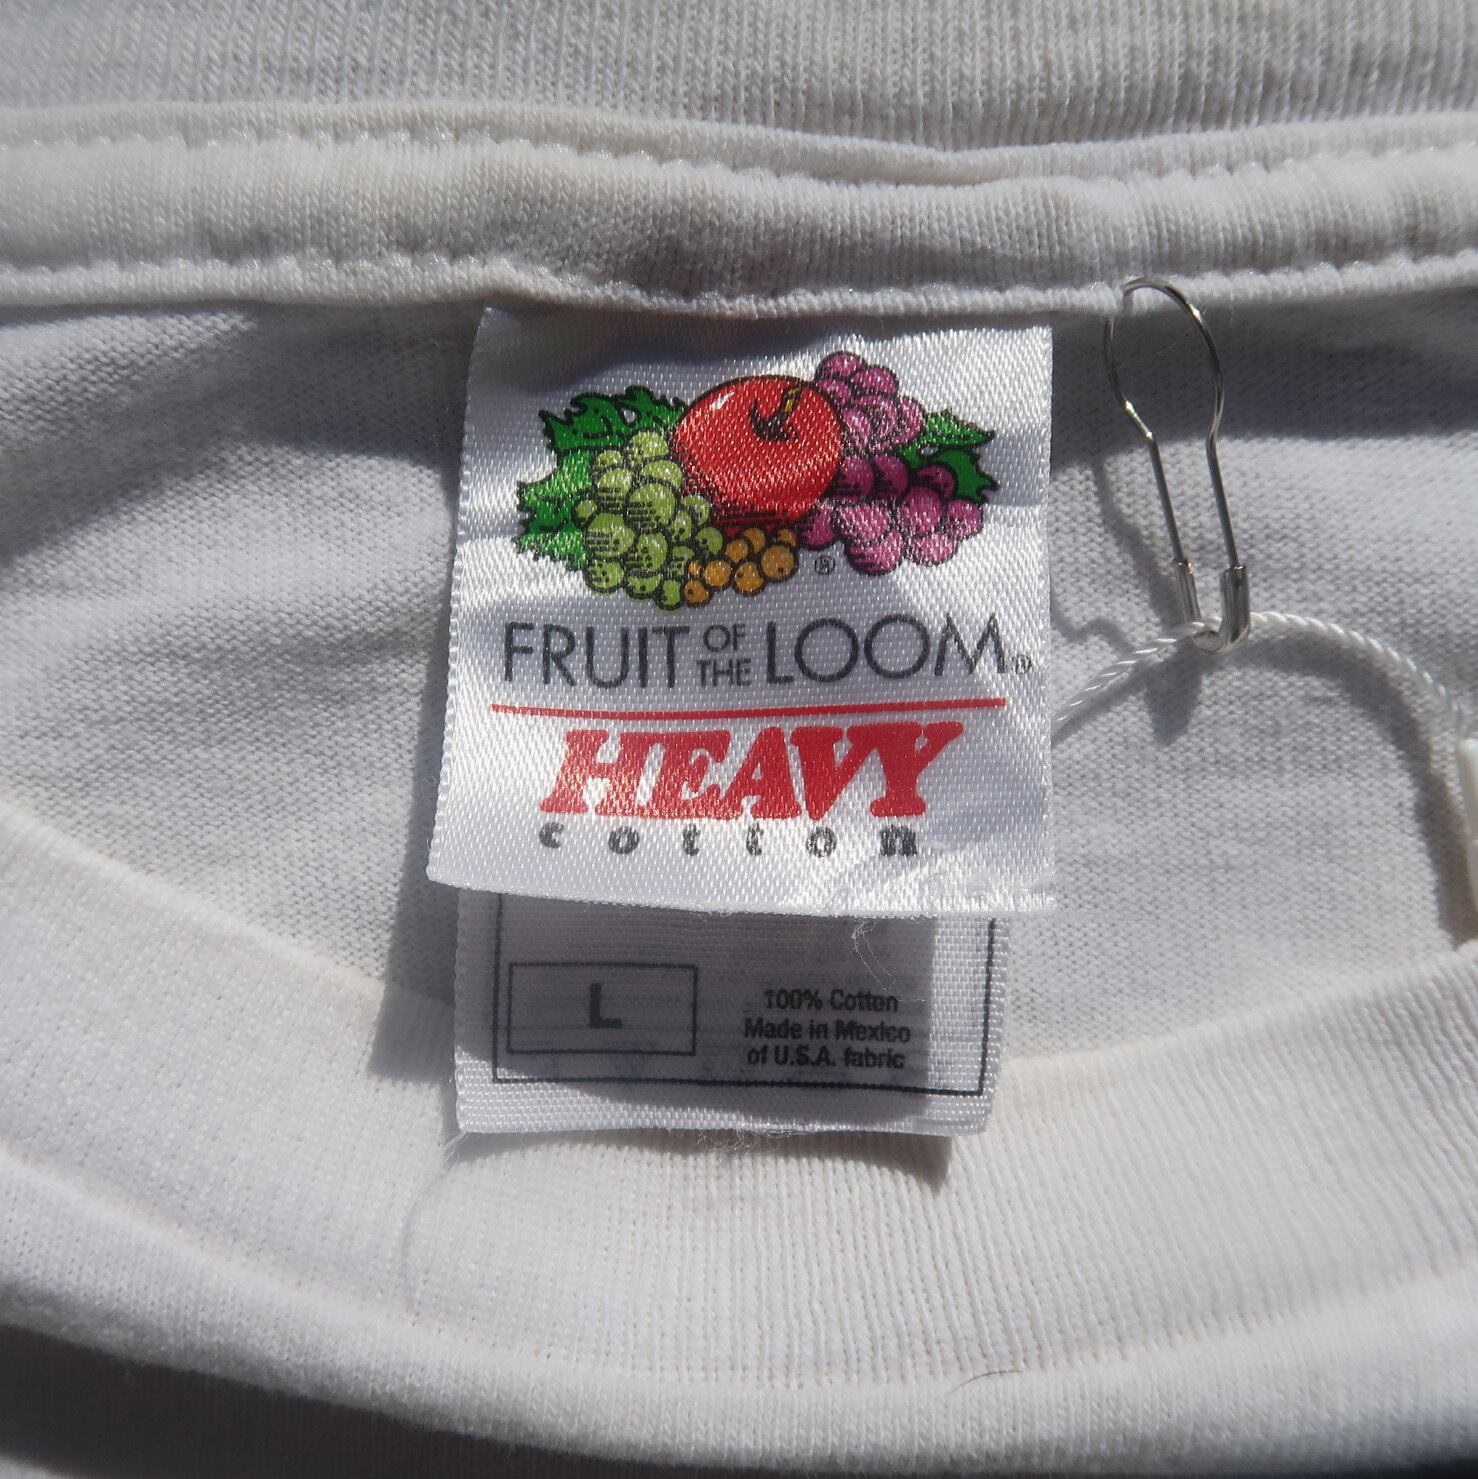 ®
FRUIT OF THE LOOM®
HEAVY
cotton
L
100% Cotton
Made in Mexico
of U.S.A. fabric